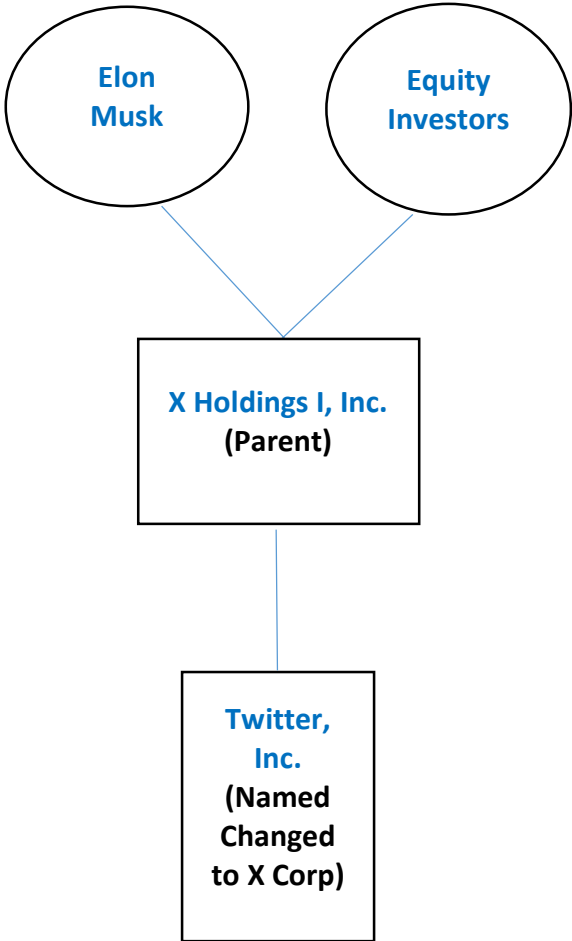 Elon
Musk
Equity
Investors
X Holdings I, Inc.
(Parent)
Twitter,
Inc.
(Named
Changed
to X Corp)